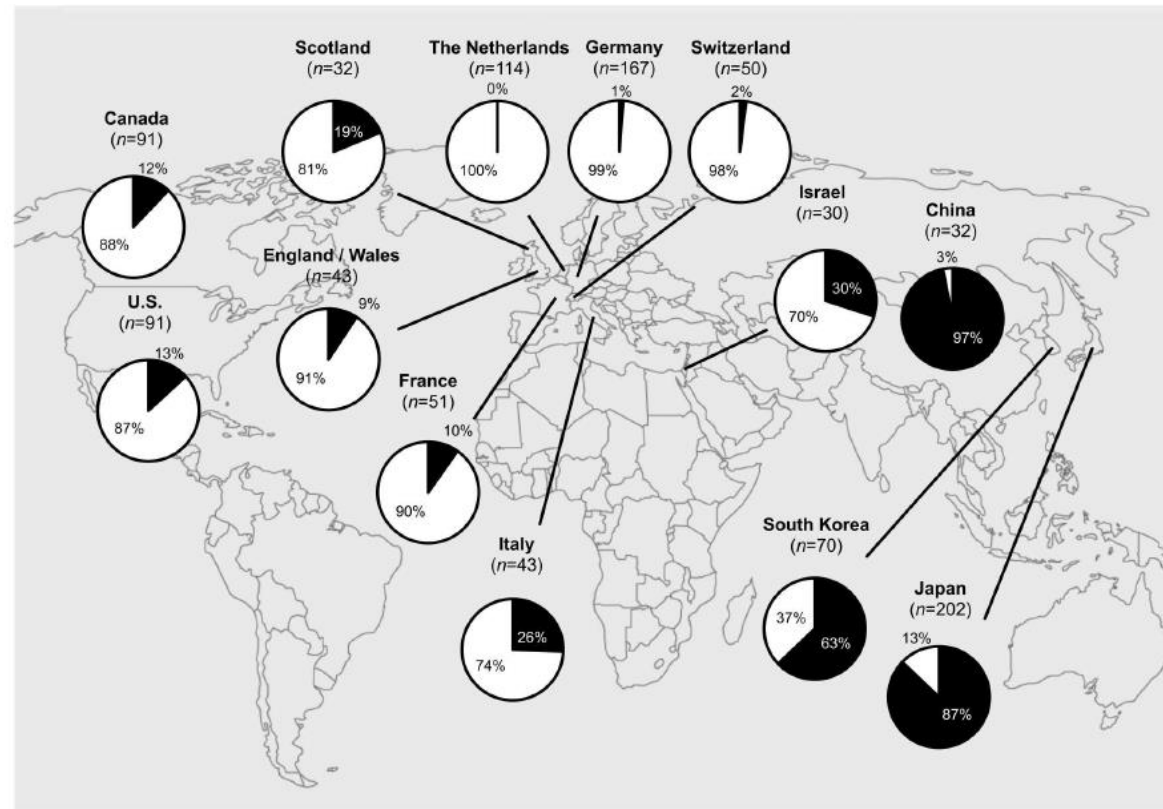 Scotland
(n=32)
19%
81%
The Netherlands
(n=114)
0%
100%
Germany
(n=167)
1%
99%
Switzerland
(n=50)
2%
98%
Canada
(n=91)
12%
88%
Israel
(n=30)
30%
70%
China
(n=32)
3%
97%
England / Wales
(n=43)
9%
91%
U.S.
(n=91)
13%
87%
France
(n=51)
10%
90%
Italy
(n=43)
26%
74%
South Korea
(n=70)
37%
63%
Japan
(n=202)
13%
87%